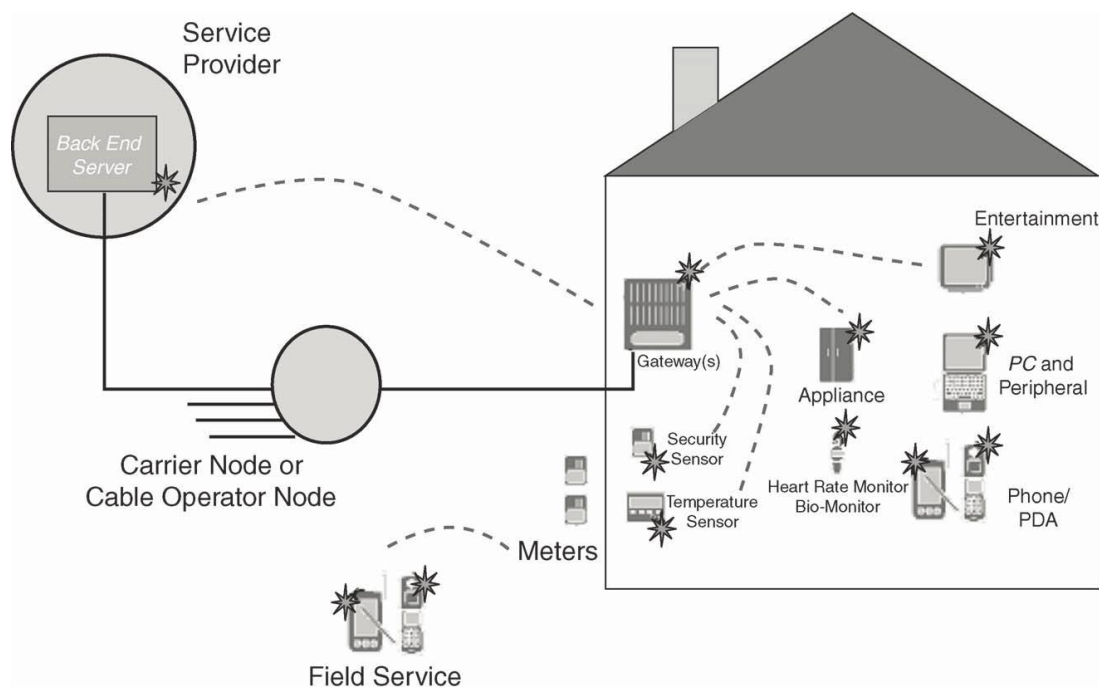 Service
Provider
Back End
Server
Carrier Node or
Cable Operator Node
Entertainment
Gateway(s)
Appliance
PC and
Peripheral
Security
Sensor
Temperature
Sensor
Heart Rate Monitor
Bio-Monitor
Phone/
PDA
Meters
Field Service